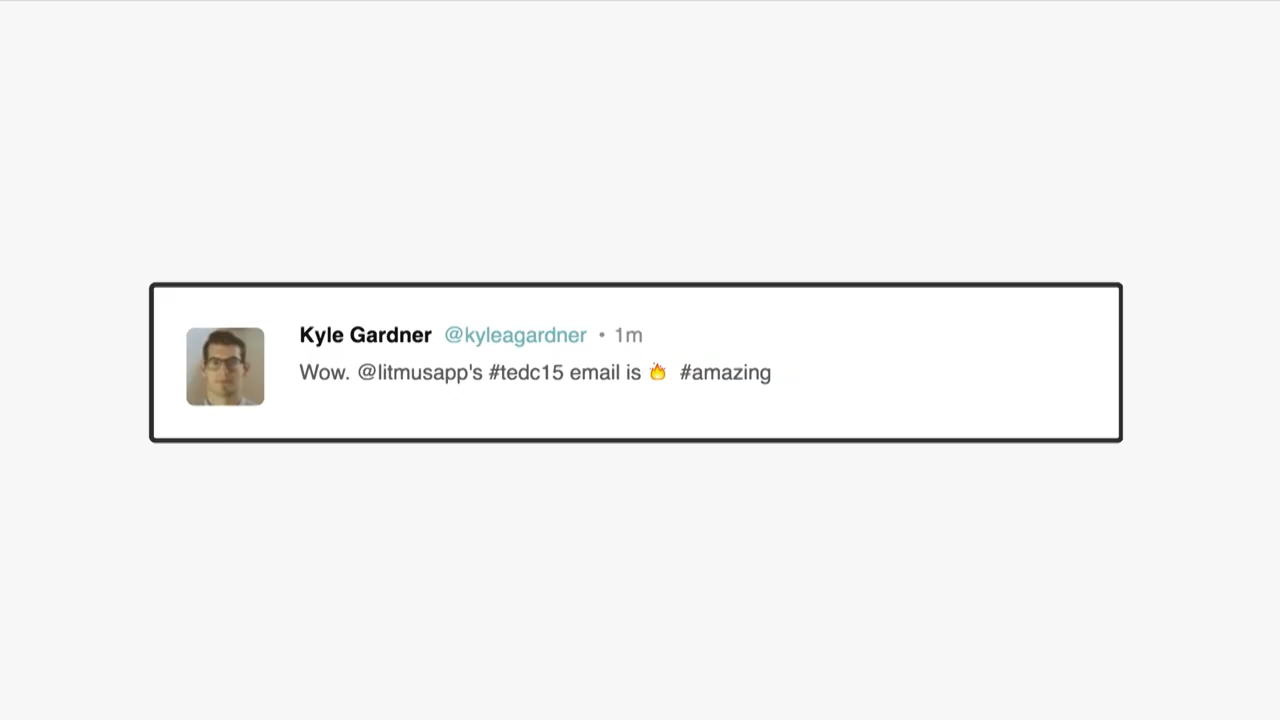 Kyle Gardner @kyleagardner • 1m
Wow. @litmusapp's #tedc15 email is 🔥 #amazing